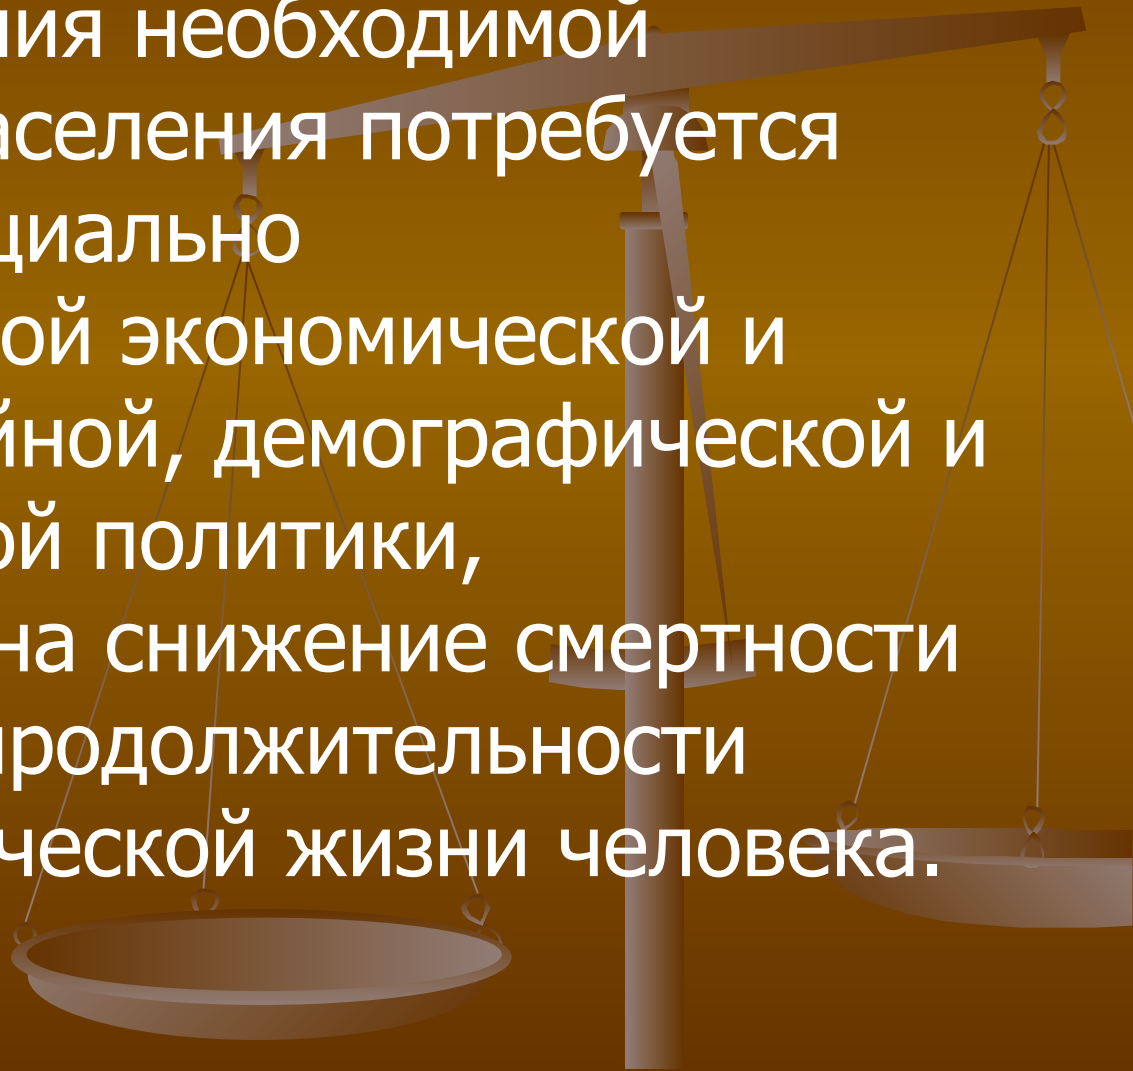 ния необходимой
аселения потребуется
циально
ой экономической и
йной, демографической и
ой политики,
на снижение смертности
продолжительности
ческой жизни человека.